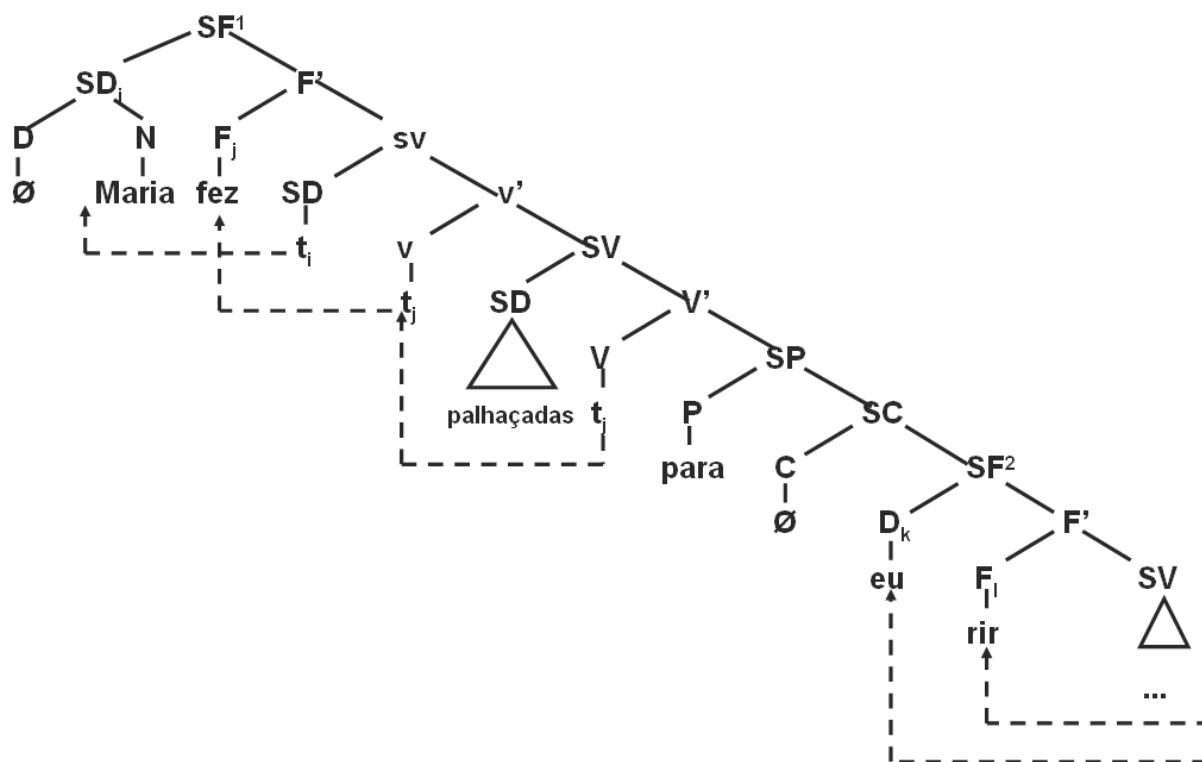 SF¹
SDᵢ F’
D N Fⱼ sv
Ø Maria fez SD v’
tᵢ v SV
tⱼ SD V’
V SP
palhaçadas tⱼ P SC
para C SF²
Ø Dₖ F’
eu Fₗ SV
rir
...